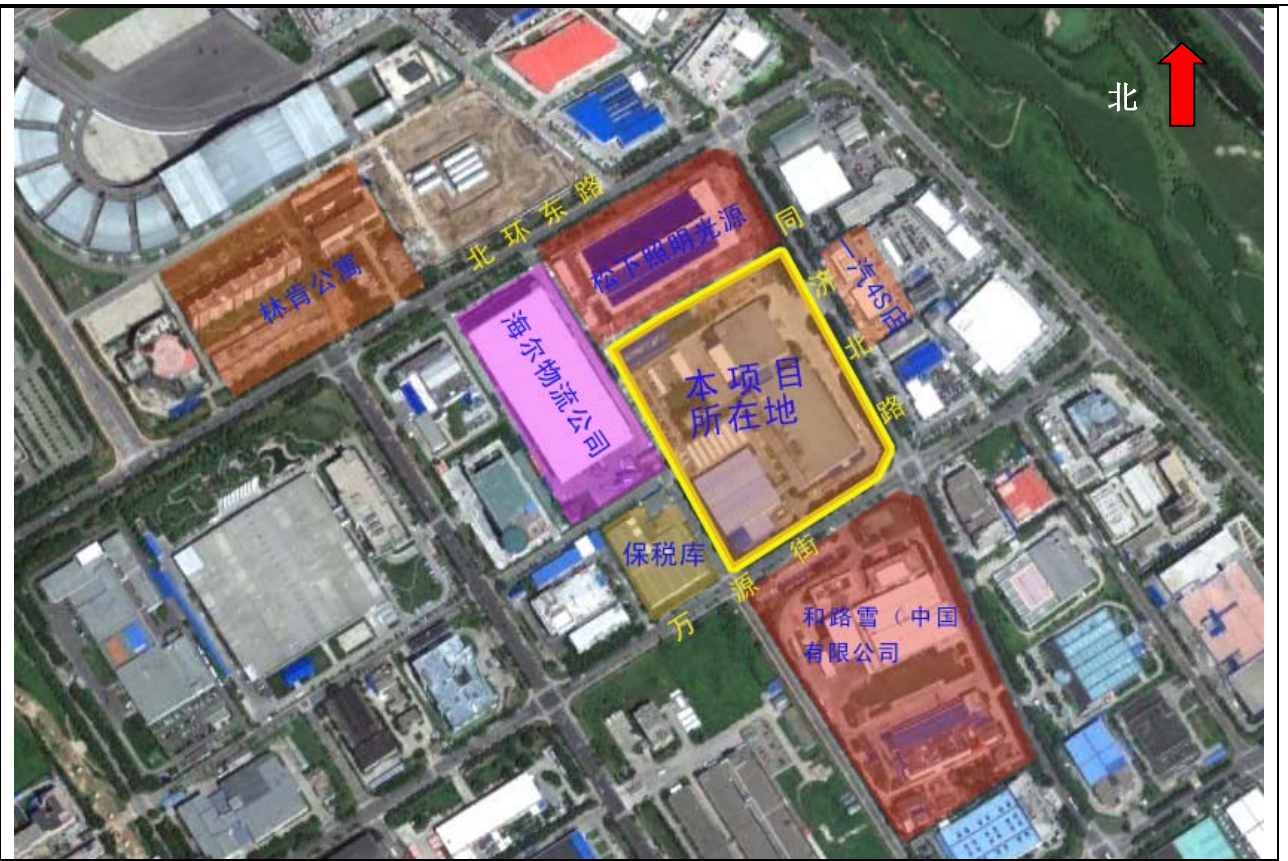 北
北环东路
松下照明光源
同济北路
一汽4S店
林肯公寓
海尔物流公司
本项目
所在地
保税库
万源街
和路雪（中国）
有限公司